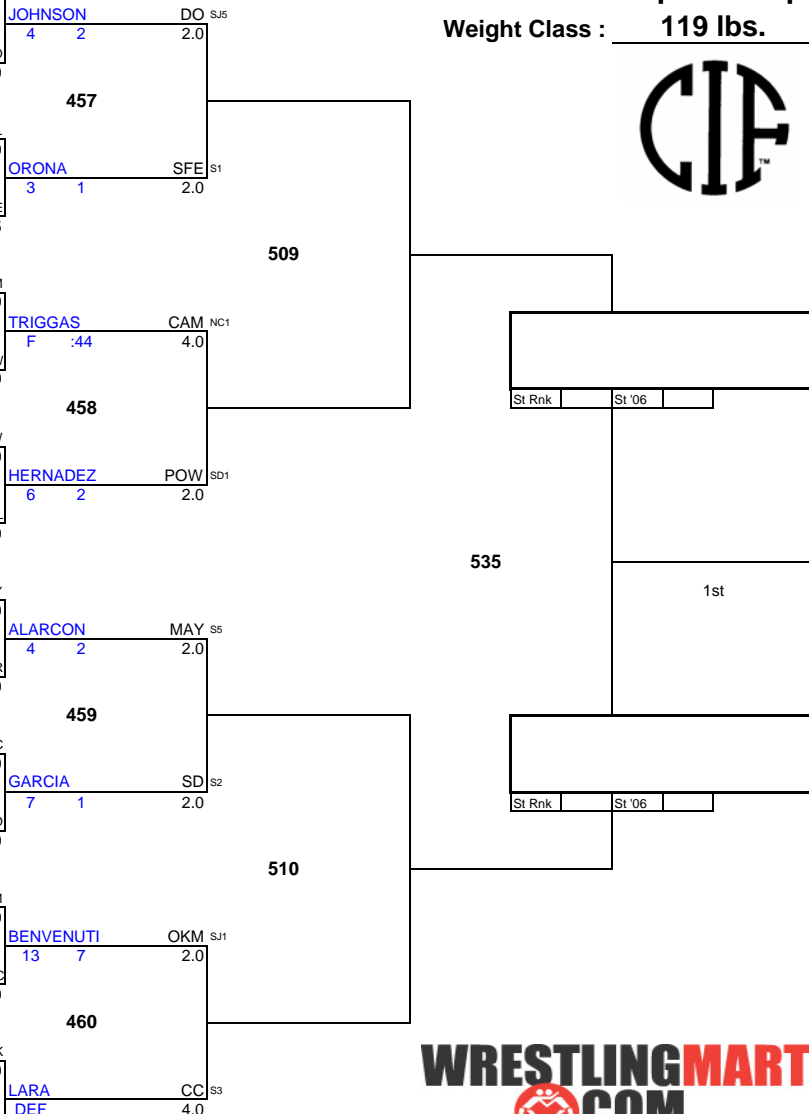 JOHNSON DO SJ5
4 2 2.0
Weight Class : 119 lbs.
CIF
TM
457
ORONA SFE S1
3 1 2.0
509
TRIGGAS CAM NC1
F :44 4.0
St Rnk St '06
458
HERNADEZ POW SD1
6 2 2.0
535
1st
ALARCON MAY S5
4 2 2.0
459
GARCIA SD S2
7 1 2.0
St Rnk St '06
510
BENVENUTI OKM SJ1
13 7 2.0
460
WRESTLINGMART
LARA CC S3
DEF 4.0
COM